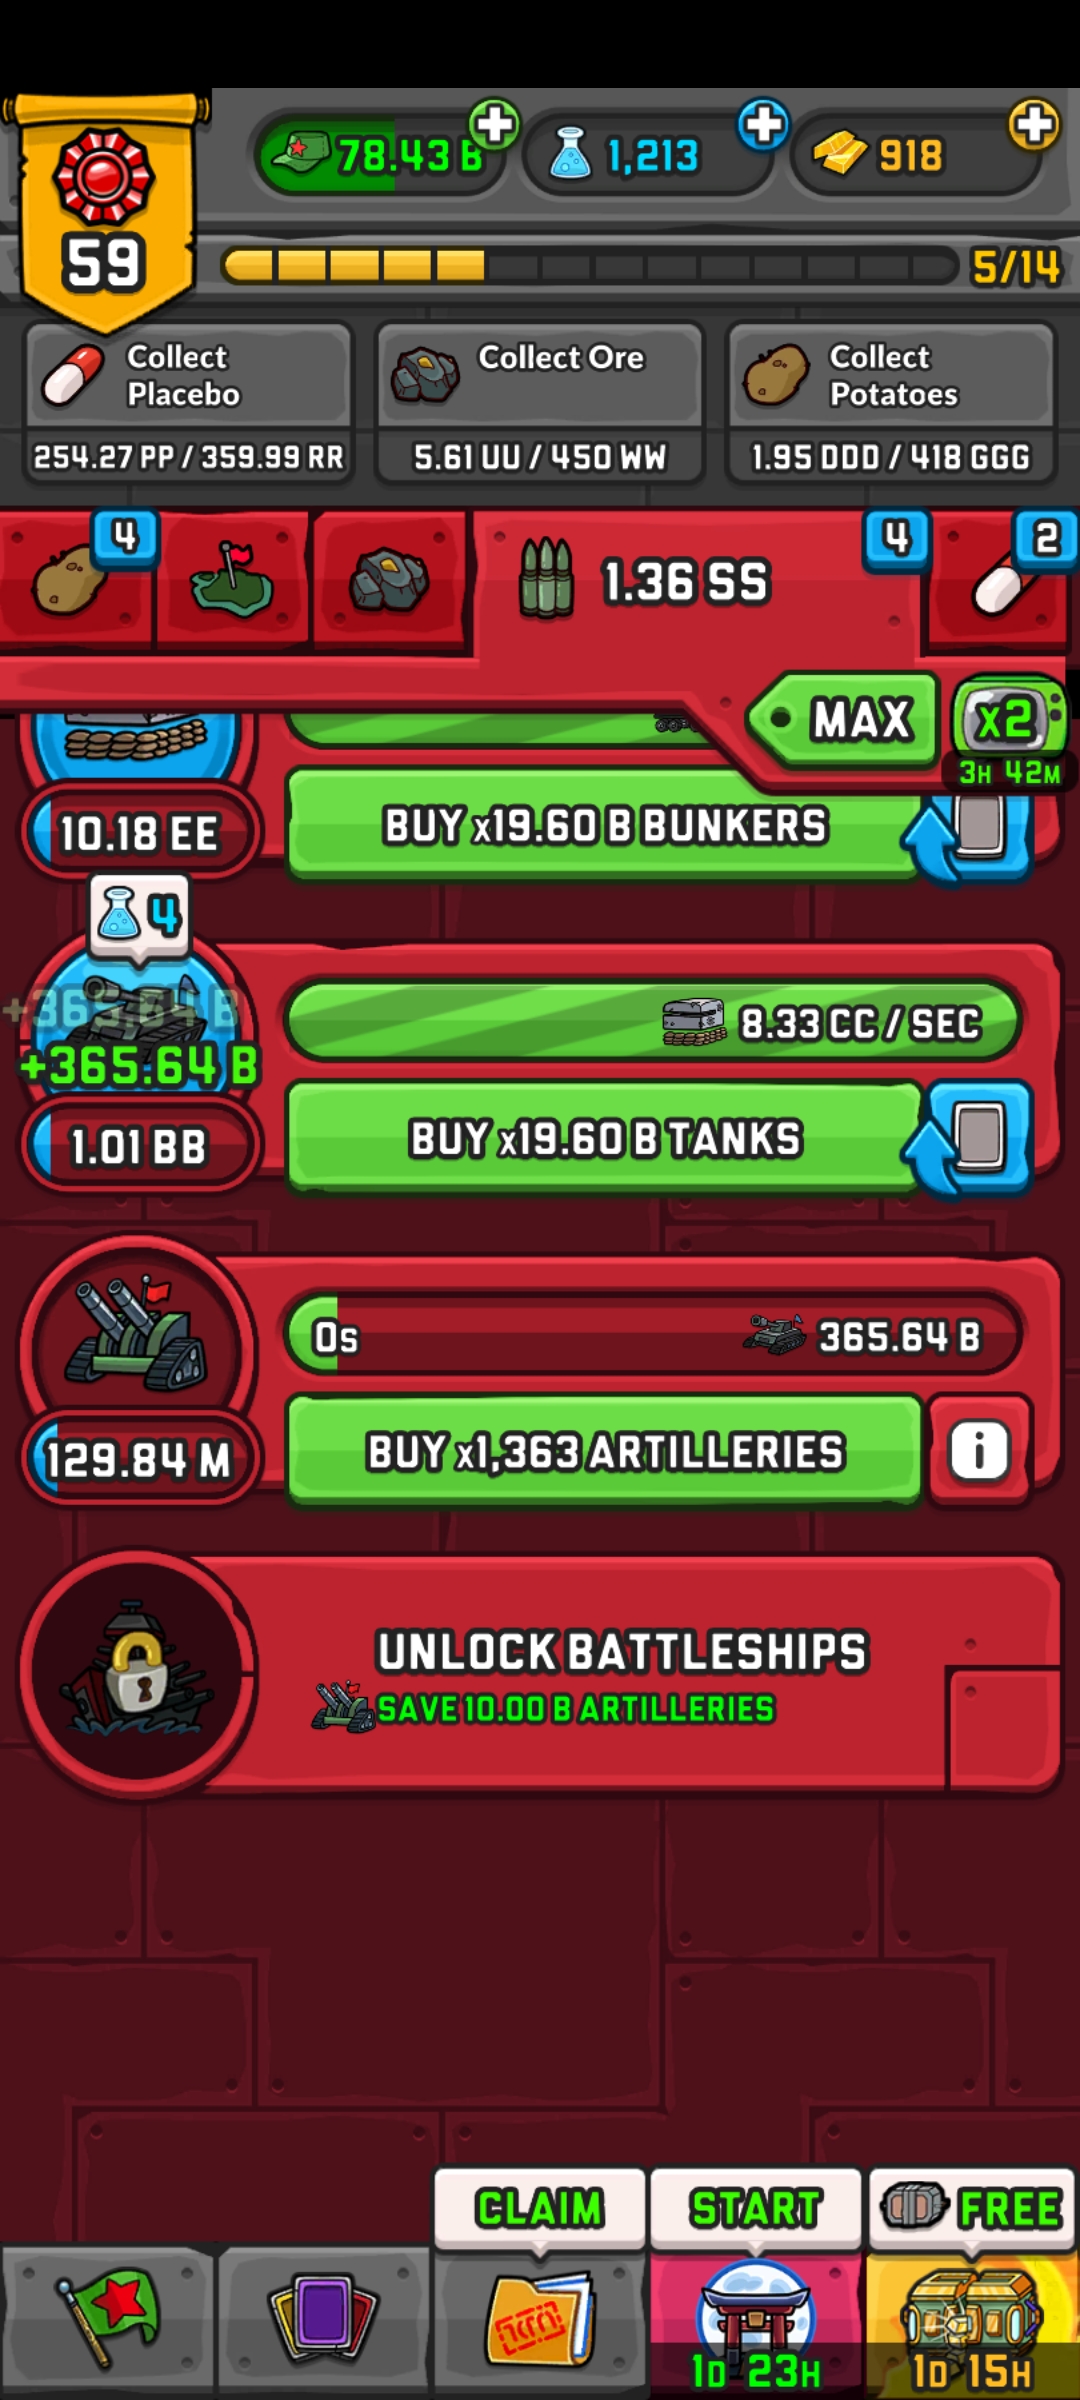 78.43 B
1,213
918
59
5/14
Collect
Placebo
254.27 PP / 359.99 RR
Collect Ore
5.61 UU / 450 WW
Collect
Potatoes
1.95 DDD / 418 GGG
4
1.36 SS
4
2
MAX
x2
3H 42M
10.18 EE
BUY x19.60 B BUNKERS
4
+365.64 B
+365.64 B
8.33 CC / SEC
1.01 BB
BUY x19.60 B TANKS
0s
365.64 B
129.84 M
BUY x1,363 ARTILLERIES
i
UNLOCK BATTLESHIPS
SAVE 10.00 B ARTILLERIES
CLAIM
START
FREE
1D 23H
1D 15H